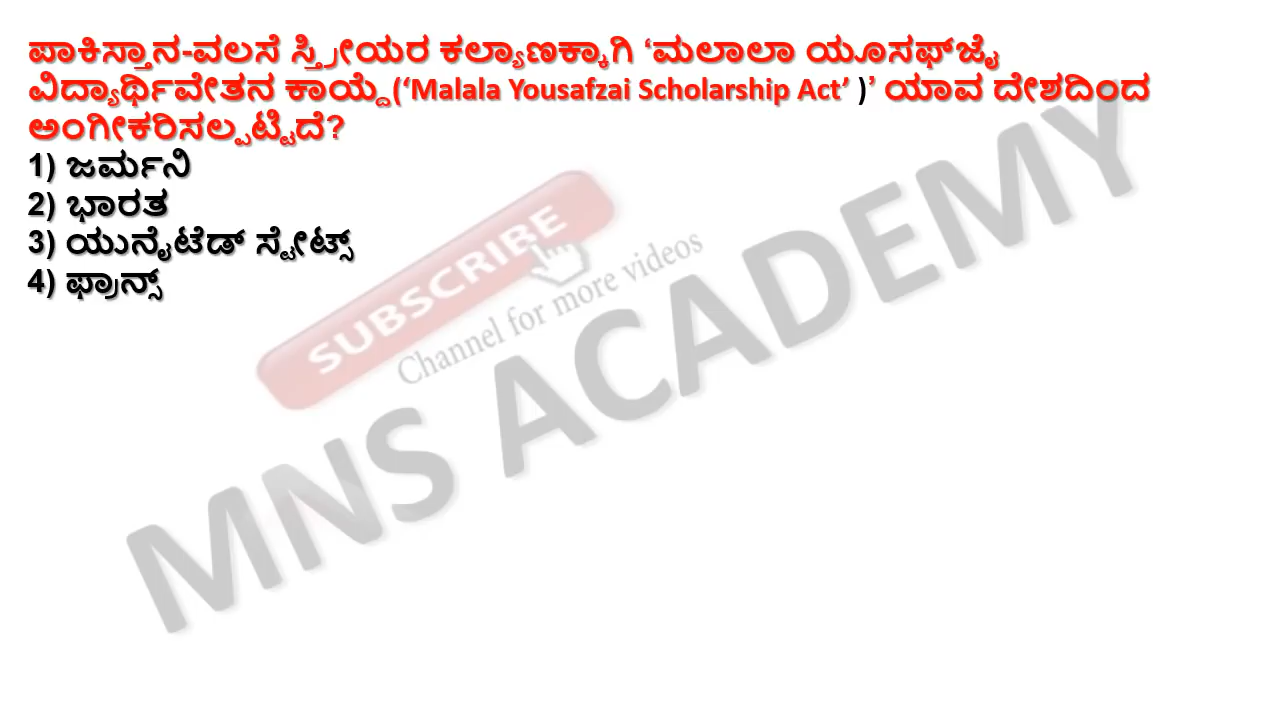 ಪಾಕಿಸ್ತಾನ-ವಲಸೆ ಸ್ತ್ರೀಯರ ಕಲ್ಯಾಣಕ್ಕಾಗಿ ‘ಮಲಾಲಾ ಯೂಸಫ್‌ಜೈ
ವಿದ್ಯಾರ್ಥಿವೇತನ ಕಾಯ್ದೆ (‘Malala Yousafzai Scholarship Act’ )’ ಯಾವ ದೇಶದಿಂದ
ಅಂಗೀಕರಿಸಲ್ಪಟ್ಟಿದೆ?
1) ಜರ್ಮನಿ
2) ಭಾರತ
3) ಯುನೈಟೆಡ್ ಸ್ಟೇಟ್ಸ್
4) ಫ್ರಾನ್ಸ್
SUBSCRIBE
Channel for more videos
MNS ACADEMY